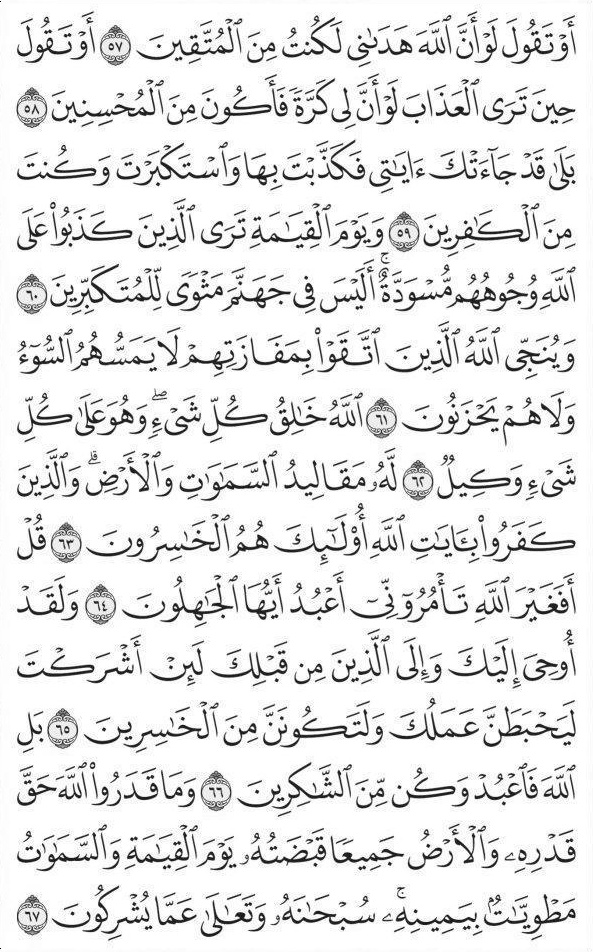 أَوْ تَقُولَ لَوْ أَنَّ ٱللَّهَ هَدَىٰنِى لَكُنتُ مِنَ ٱلْمُتَّقِينَ ٥٧ أَوْ تَقُولَ
حِينَ تَرَى ٱلْعَذَابَ لَوْ أَنَّ لِى كَرَّةً فَأَكُونَ مِنَ ٱلْمُحْسِنِينَ ٥٨
بَلَىٰ قَدْ جَآءَتْكَ ءَايَٰتِى فَكَذَّبْتَ بِهَا وَٱسْتَكْبَرْتَ وَكُنتَ
مِنَ ٱلْكَٰفِرِينَ ٥٩ وَيَوْمَ ٱلْقِيَٰمَةِ تَرَى ٱلَّذِينَ كَذَبُوا۟ عَلَى
ٱللَّهِ وُجُوهُهُم مُّسْوَدَّةٌ ۚ أَلَيْسَ فِى جَهَنَّمَ مَثْوًى لِّلْمُتَكَبِّرِينَ ٦٠
وَيُنَجِّى ٱللَّهُ ٱلَّذِينَ ٱتَّقَوْا۟ بِمَفَازَتِهِمْ لَا يَمَسُّهُمُ ٱلسُّوٓءُ
وَلَا هُمْ يَحْزَنُونَ ٦١ ٱللَّهُ خَٰلِقُ كُلِّ شَىْءٍ ۖ وَهُوَ عَلَىٰ كُلِّ
شَىْءٍ وَكِيلٌ ٦٢ لَّهُۥ مَقَالِيدُ ٱلسَّمَٰوَٰتِ وَٱلْأَرْضِ ۗ وَٱلَّذِينَ
كَفَرُوا۟ بِـَٔايَٰتِ ٱللَّهِ أُو۟لَٰٓئِكَ هُمُ ٱلْخَٰسِرُونَ ٦٣ قُلْ
أَفَغَيْرَ ٱللَّهِ تَأْمُرُوٓنِّىٓ أَعْبُدُ أَيُّهَا ٱلْجَٰهِلُونَ ٦٤ وَلَقَدْ
أُوحِىَ إِلَيْكَ وَإِلَى ٱلَّذِينَ مِن قَبْلِكَ لَئِنْ أَشْرَكْتَ
لَيَحْبَطَنَّ عَمَلُكَ وَلَتَكُونَنَّ مِنَ ٱلْخَٰسِرِينَ ٦٥ بَلِ
ٱللَّهَ فَٱعْبُدْ وَكُن مِّنَ ٱلشَّٰكِرِينَ ٦٦ وَمَا قَدَرُوا۟ ٱللَّهَ حَقَّ
قَدْرِهِۦ وَٱلْأَرْضُ جَمِيعًا قَبْضَتُهُۥ يَوْمَ ٱلْقِيَٰمَةِ وَٱلسَّمَٰوَٰتُ
مَطْوِيَّٰتٌۢ بِيَمِينِهِۦ ۚ سُبْحَٰنَهُۥ وَتَعَٰلَىٰ عَمَّا يُشْرِكُونَ ٦٧